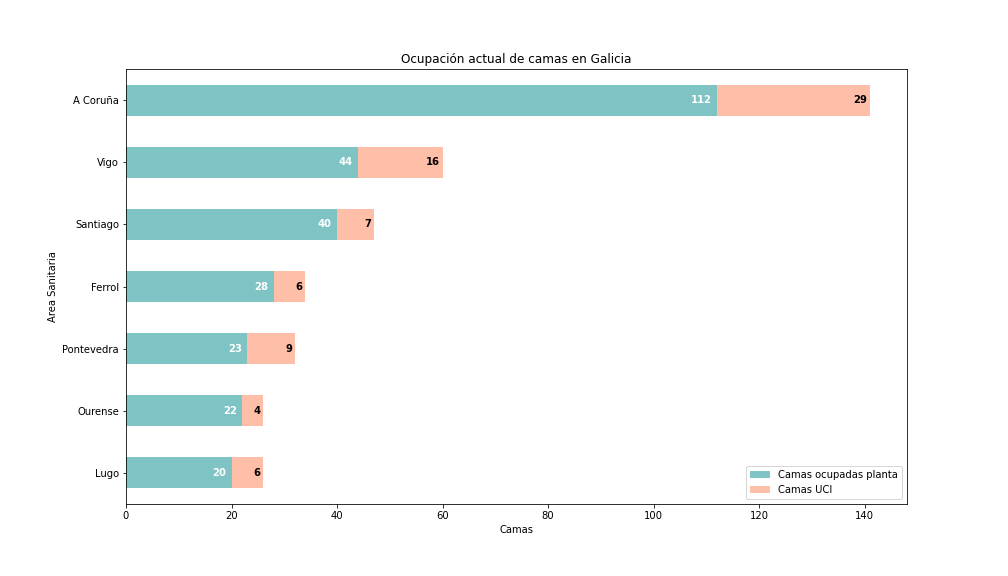 Ocupación actual de camas en Galicia
A Coruña 112 29
Vigo 44 16
Santiago 40 7
Ferrol 28 6
Pontevedra 23 9
Ourense 22 4
Lugo 20 6
Area Sanitaria
Camas ocupadas planta
Camas UCI
0 20 40 60 80 100 120 140
Camas